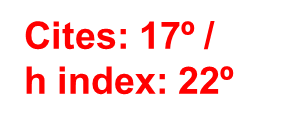 Cites: 17º /
h index: 22º